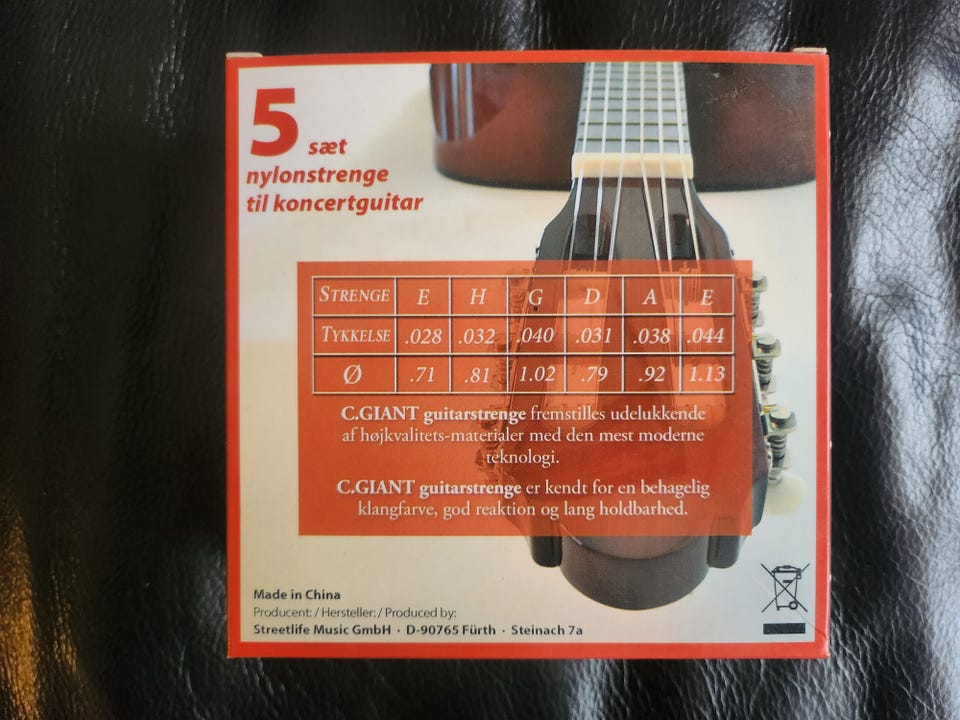 5 sæt
nylonstrenge
til koncertguitar
STRENGE E H G D A E
TYKKELSE .028 .032 .040 .031 .038 .044
Ø .71 .81 1.02 .79 .92 1.13
C.GIANT guitarstrenge fremstilles udelukkende
af højkvalitets-materialer med den mest moderne
teknologi.
C.GIANT guitarstrenge er kendt for en behagelig
klangfarve, god reaktion og lang holdbarhed.
Made in China
Producent: / Hersteller: / Produced by:
Streetlife Music GmbH · D-90765 Fürth · Steinach 7a